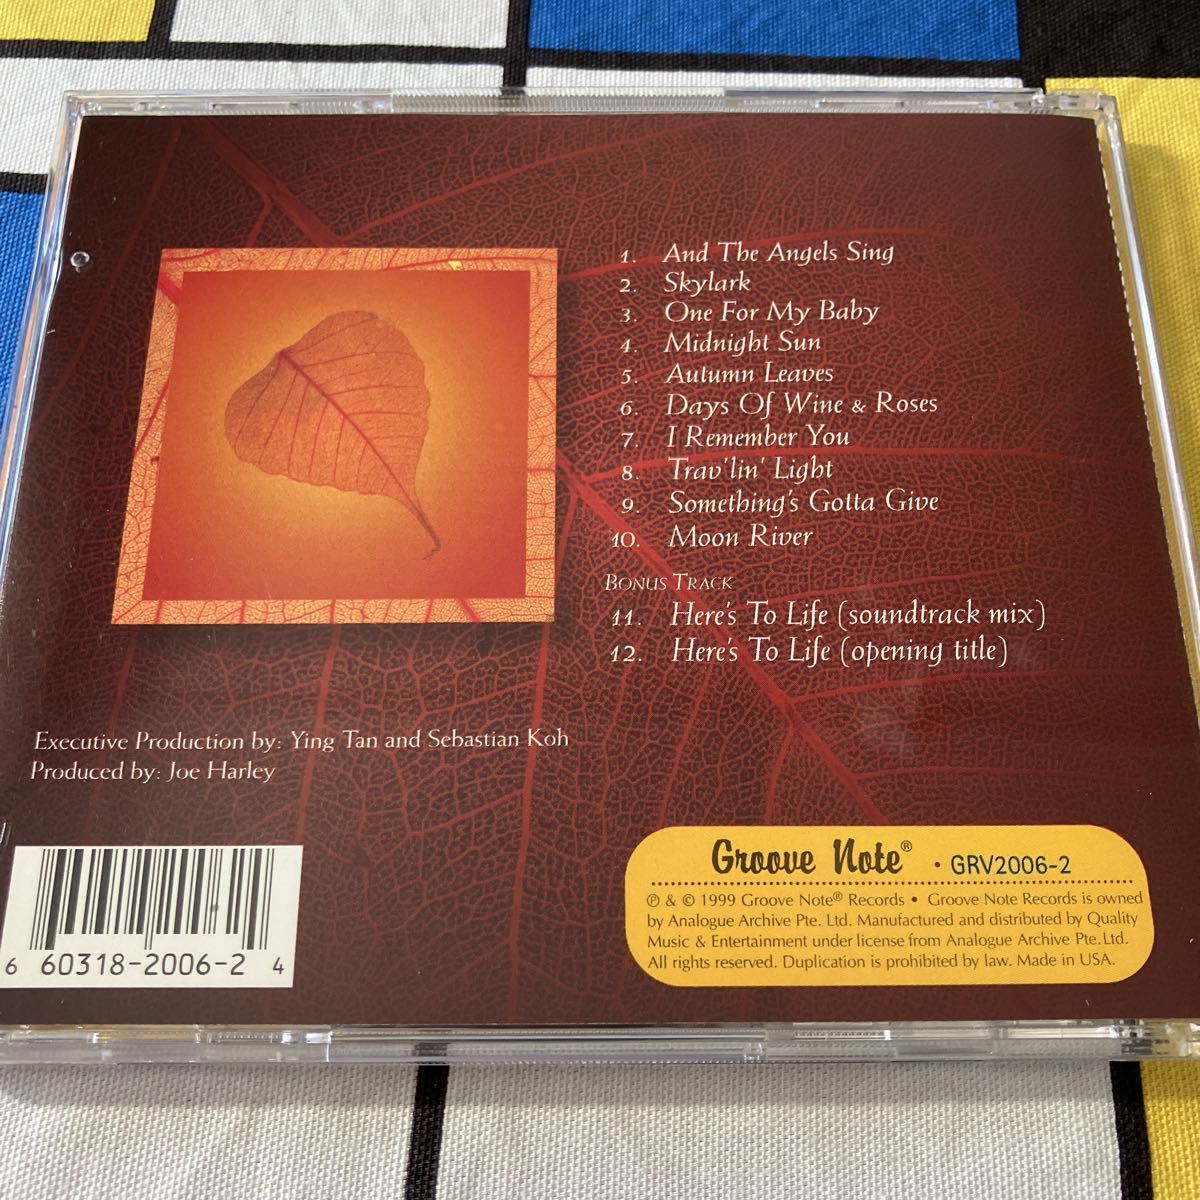 1. And The Angels Sing
2. Skylark
3. One For My Baby
4. Midnight Sun
5. Autumn Leaves
6. Days Of Wine & Roses
7. I Remember You
8. Trav'lin' Light
9. Something's Gotta Give
10. Moon River
BONUS TRACK
11. Here's To Life (soundtrack mix)
12. Here's To Life (opening title)
Executive Production by: Ying Tan and Sebastian Koh
Produced by: Joe Harley
6 60318-2006-2 4
Groove Note® · GRV2006-2
℗ & © 1999 Groove Note® Records • Groove Note Records is owned
by Analogue Archive Pte. Ltd. Manufactured and distributed by Quality
Music & Entertainment under license from Analogue Archive Pte.Ltd.
All rights reserved. Duplication is prohibited by law. Made in USA.